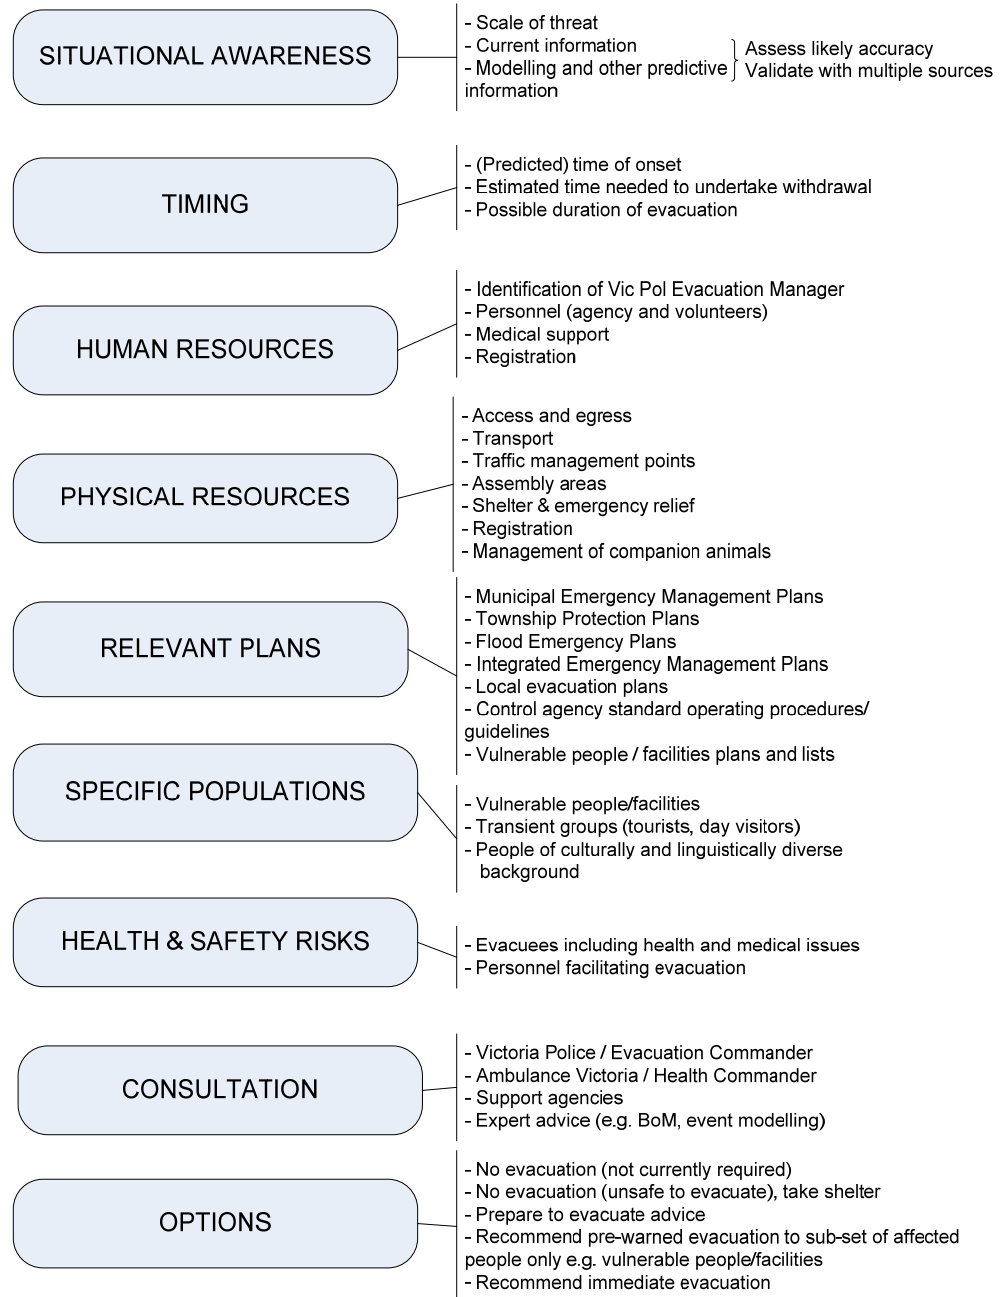 SITUATIONAL AWARENESS
- Scale of threat
- Current information
- Modelling and other predictive
information
Assess likely accuracy
Validate with multiple sources
TIMING
- (Predicted) time of onset
- Estimated time needed to undertake withdrawal
- Possible duration of evacuation
HUMAN RESOURCES
- Identification of Vic Pol Evacuation Manager
- Personnel (agency and volunteers)
- Medical support
- Registration
PHYSICAL RESOURCES
- Access and egress
- Transport
- Traffic management points
- Assembly areas
- Shelter & emergency relief
- Registration
- Management of companion animals
RELEVANT PLANS
- Municipal Emergency Management Plans
- Township Protection Plans
- Flood Emergency Plans
- Integrated Emergency Management Plans
- Local evacuation plans
- Control agency standard operating procedures/
guidelines
- Vulnerable people / facilities plans and lists
SPECIFIC POPULATIONS
- Vulnerable people/facilities
- Transient groups (tourists, day visitors)
- People of culturally and linguistically diverse
background
HEALTH & SAFETY RISKS
- Evacuees including health and medical issues
- Personnel facilitating evacuation
CONSULTATION
- Victoria Police / Evacuation Commander
- Ambulance Victoria / Health Commander
- Support agencies
- Expert advice (e.g. BoM, event modelling)
OPTIONS
- No evacuation (not currently required)
- No evacuation (unsafe to evacuate), take shelter
- Prepare to evacuate advice
- Recommend pre-warned evacuation to sub-set of affected
people only e.g. vulnerable people/facilities
- Recommend immediate evacuation